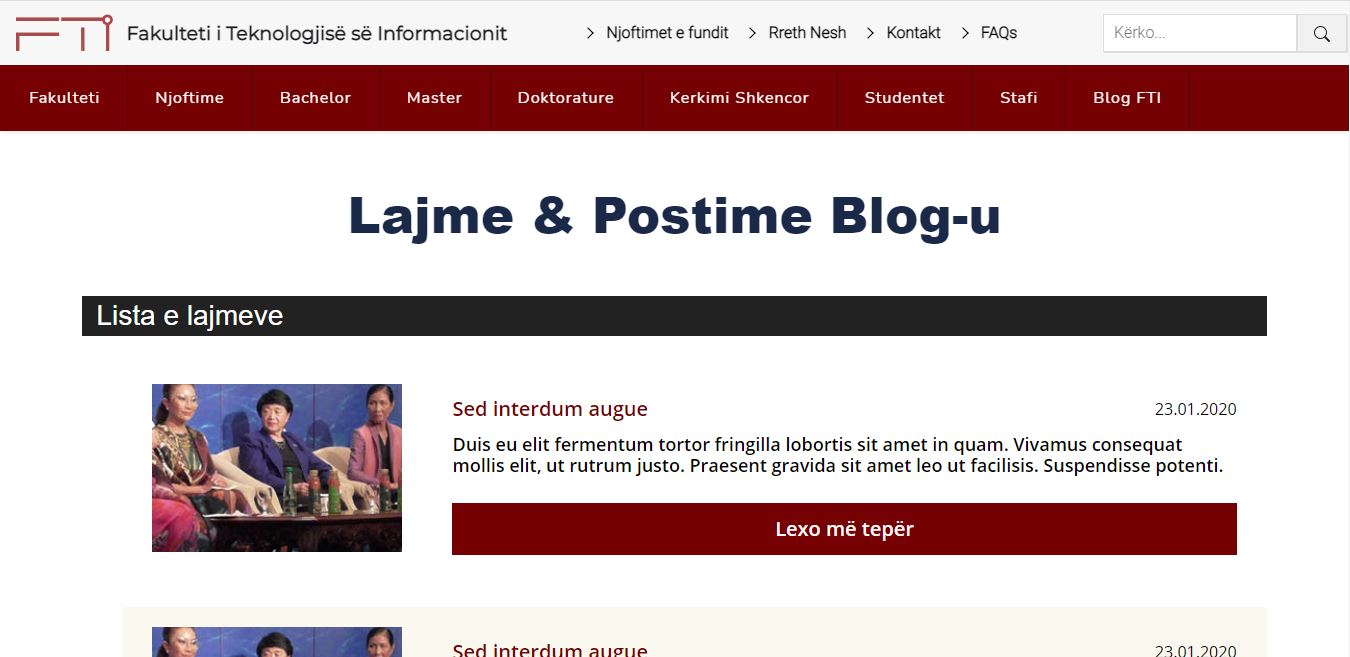 FTI Fakulteti i Teknologjisë së Informacionit
Njoftimet e fundit
Rreth Nesh
Kontakt
FAQs
Kërko...
Fakulteti
Njoftime
Bachelor
Master
Doktorature
Kerkimi Shkencor
Studentet
Stafi
Blog FTI
Lajme & Postime Blog-u
Lista e lajmeve
Sed interdum augue
23.01.2020
Duis eu elit fermentum tortor fringilla lobortis sit amet in quam. Vivamus consequat
mollis elit, ut rutrum justo. Praesent gravida sit amet leo ut facilisis. Suspendisse potenti.
Lexo më tepër
Sed interdum augue
23.01.2020